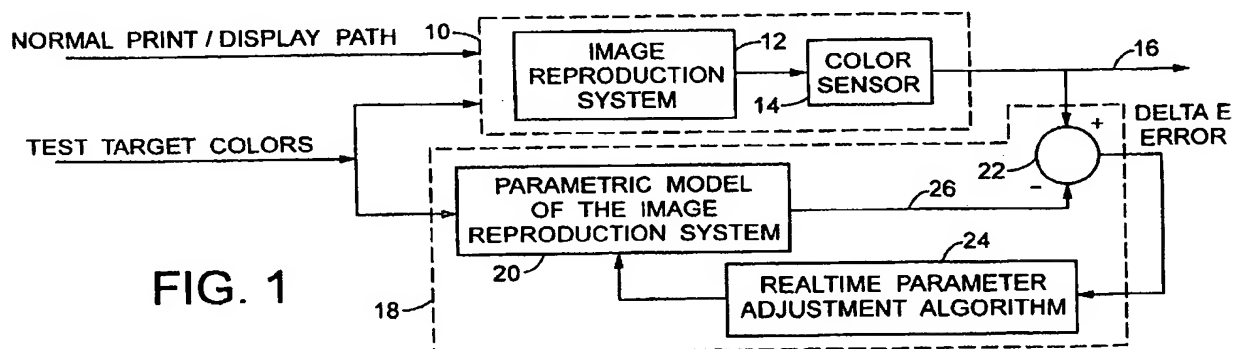 NORMAL PRINT / DISPLAY PATH
10
IMAGE
REPRODUCTION
SYSTEM
12
COLOR
SENSOR
14
16
TEST TARGET COLORS
DELTA E
ERROR
+
22
−
PARAMETRIC MODEL
OF THE IMAGE
REPRODUCTION SYSTEM
20
26
24
REALTIME PARAMETER
ADJUSTMENT ALGORITHM
18
FIG. 1